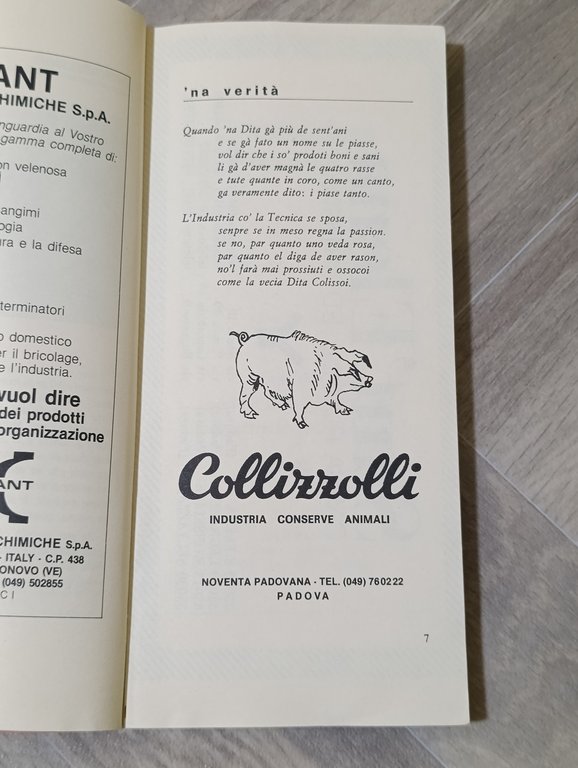 ANT
CHIMICHE S.p.A.
nguardia al Vostro
gamma completa di:
on velenosa
angimi
logia
ura e la difesa
terminatori
o domestico
er il bricolage,
e l'industria.
vuol dire
dei prodotti
organizzazione
ANT
CHIMICHE S.p.A.
- ITALY - C.P. 438
ONOVO (VE)
(049) 502855
C I
'na verità
Quando 'na Dita gà più de sent'ani
e se gà fato un nome su le piasse,
vol dir che i so' prodoti boni e sani
li gà d'aver magnà le quatro rasse
e tute quante in coro, come un canto,
ga veramente dito: i piase tanto.
L'Industria co' la Tecnica se sposa,
senpre se in meso regna la passion.
se no, par quanto uno veda rosa,
par quanto el diga de aver rason,
no'l farà mai prossiuti e ossocoi
come la vecia Dita Colissoi.
Collizzolli
INDUSTRIA CONSERVE ANIMALI
NOVENTA PADOVANA - TEL. (049) 760222
PADOVA
7